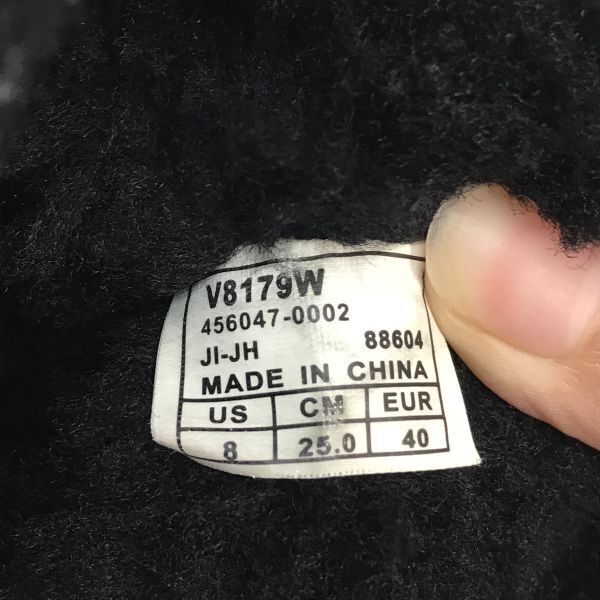 V8179W
456047-0002
JI-JH 88604
MADE IN CHINA
US CM EUR
8 25.0 40